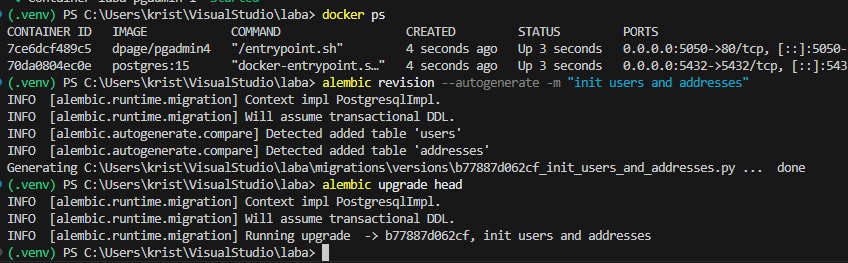 Container laba-pgadmin-1 Started
(.venv) PS C:\Users\krist\VisualStudio\laba> docker ps
CONTAINER ID IMAGE COMMAND CREATED STATUS PORTS
7ce6dcf489c5 dpage/pgadmin4 "/entrypoint.sh" 4 seconds ago Up 3 seconds 0.0.0.0:5050->80/tcp, [::]:5050-
70da0804ec0e postgres:15 "docker-entrypoint.s…" 4 seconds ago Up 3 seconds 0.0.0.0:5432->5432/tcp, [::]:543
(.venv) PS C:\Users\krist\VisualStudio\laba> alembic revision --autogenerate -m "init users and addresses"
INFO [alembic.runtime.migration] Context impl PostgresqlImpl.
INFO [alembic.runtime.migration] Will assume transactional DDL.
INFO [alembic.autogenerate.compare] Detected added table 'users'
INFO [alembic.autogenerate.compare] Detected added table 'addresses'
Generating C:\Users\krist\VisualStudio\laba\migrations\versions\b77887d062cf_init_users_and_addresses.py ... done
(.venv) PS C:\Users\krist\VisualStudio\laba> alembic upgrade head
INFO [alembic.runtime.migration] Context impl PostgresqlImpl.
INFO [alembic.runtime.migration] Will assume transactional DDL.
INFO [alembic.runtime.migration] Running upgrade -> b77887d062cf, init users and addresses
(.venv) PS C:\Users\krist\VisualStudio\laba>